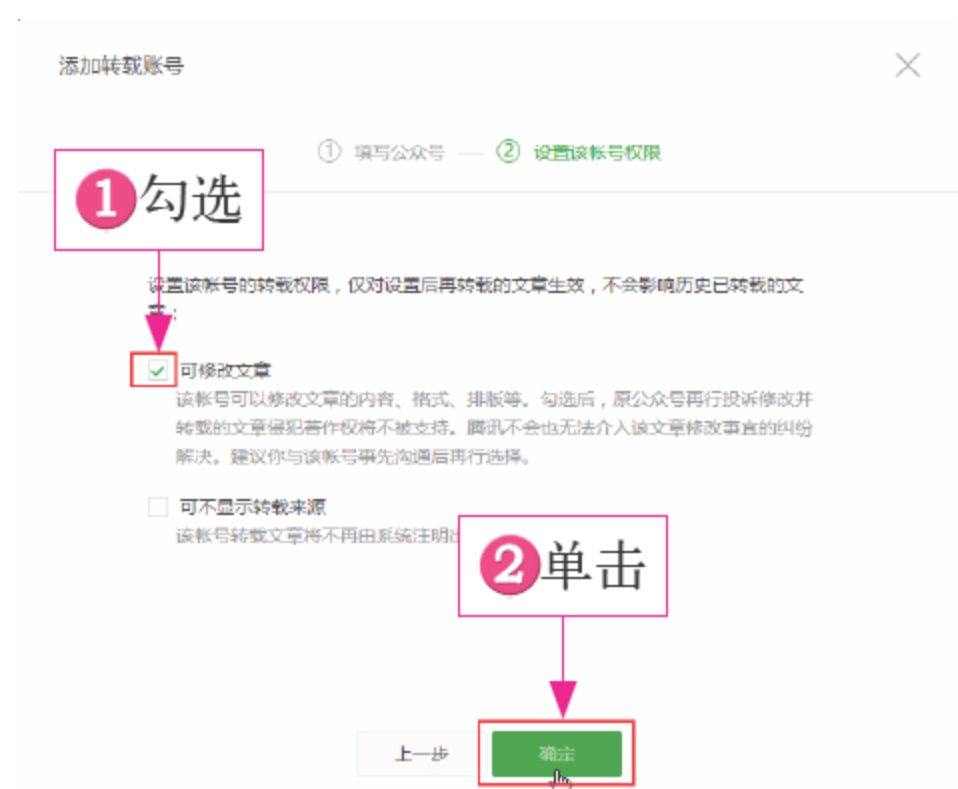 添加转载账号
① 填写公众号 — ② 设置该帐号权限
1勾选
设置该帐号的转载权限，仅对设置后再转载的文章生效，不会影响历史已转载的文
章：
可修改文章
该帐号可以修改文章的内容、格式、排版等。勾选后，原公众号再行投诉修改并
转载的文章侵犯著作权将不被支持。腾讯不会也无法介入该文章修改事宜的纠纷
解决。建议你与该帐号事先沟通后再行选择。
可不显示转载来源
该帐号转载文章将不再由系统注明
2单击
上一步
确定